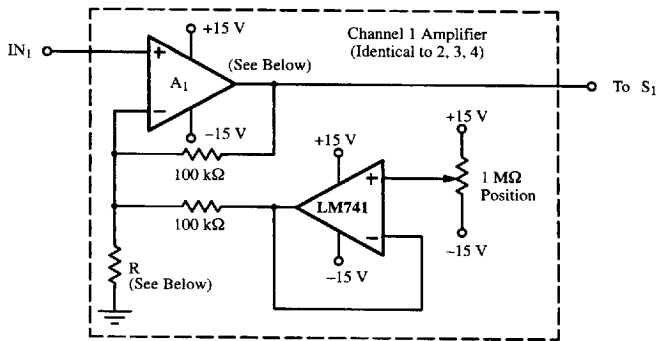 Channel 1 Amplifier
(Identical to 2, 3, 4)
+15 V
IN1
+
A1
−
(See Below)
−15 V
To S1
100 kΩ
+15 V
+15 V
100 kΩ
LM741
+
−
1 MΩ
Position
−15 V
−15 V
R
(See Below)